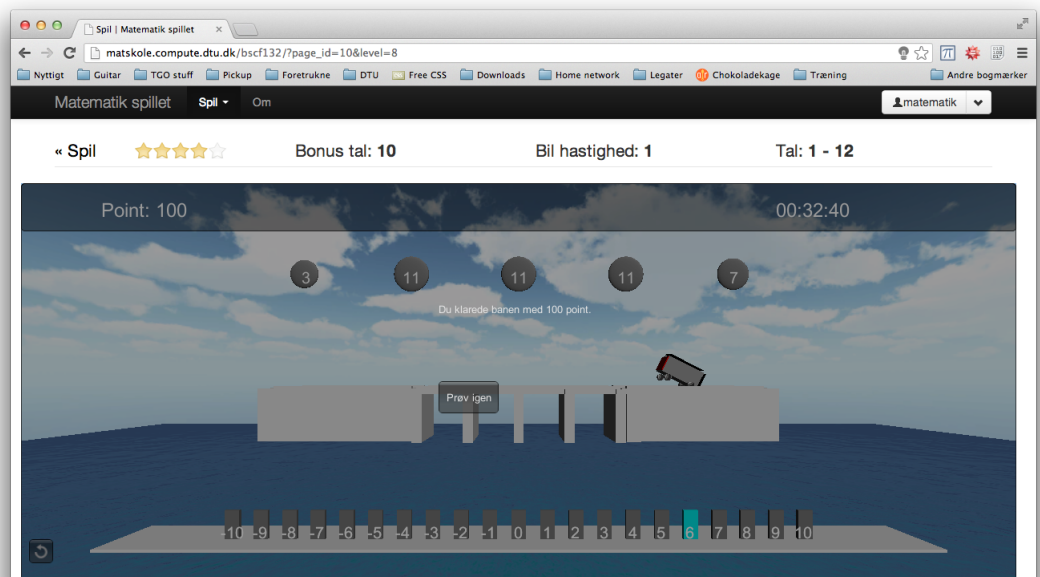 Spil | Matematik spillet
matskole.compute.dtu.dk/bscf132/?page_id=10&level=8
Nyttigt Guitar TGO stuff Pickup Foretrukne DTU Free CSS Downloads Home network Legater Chokoladekage Træning Andre bogmærker
Matematik spillet Spil Om matematik
« Spil Bonus tal: 10 Bil hastighed: 1 Tal: 1 - 12
Point: 100 00:32:40
3 11 11 11 7
Du klarede banen med 100 point.
Prøv igen
-10 -9 -8 -7 -6 -5 -4 -3 -2 -1 0 1 2 3 4 5 6 7 8 9 10